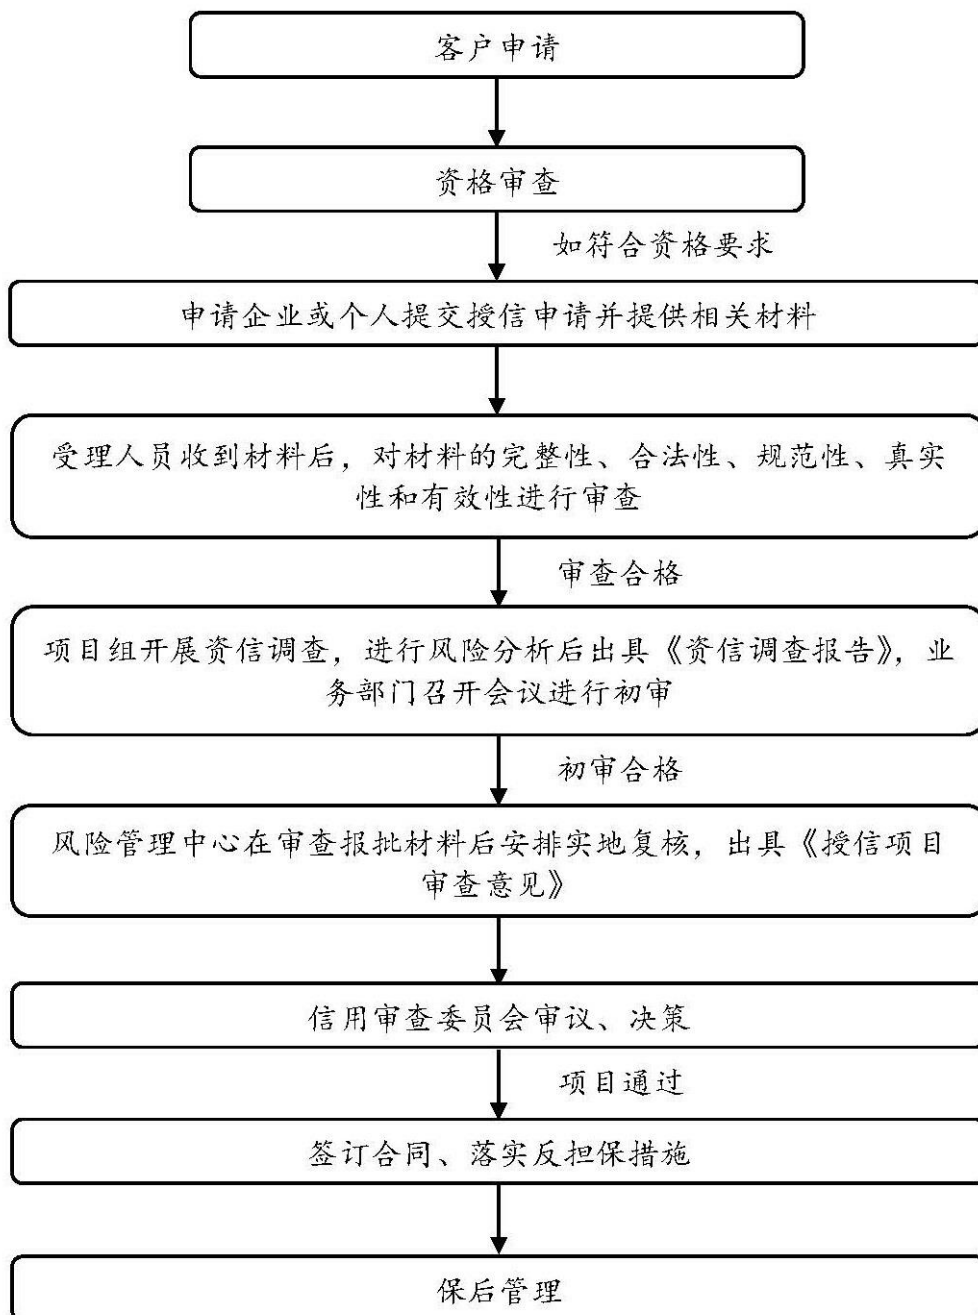 客户申请
资格审查
如符合资格要求
申请企业或个人提交授信申请并提供相关材料
受理人员收到材料后，对材料的完整性、合法性、规范性、真实
性和有效性进行审查
审查合格
项目组开展资信调查，进行风险分析后出具《资信调查报告》，业
务部门召开会议进行初审
初审合格
风险管理中心在审查报批材料后安排实地复核，出具《授信项目
审查意见》
信用审查委员会审议、决策
项目通过
签订合同、落实反担保措施
保后管理